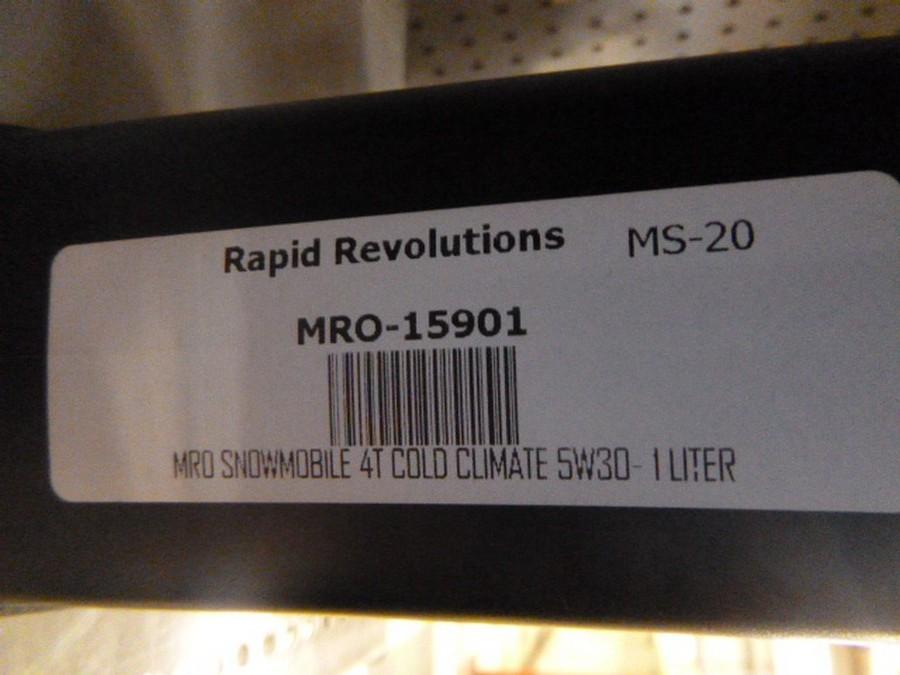 Rapid Revolutions MS-20
MRO-15901
MRO SNOWMOBILE 4T COLD CLIMATE 5W30- 1 LITER